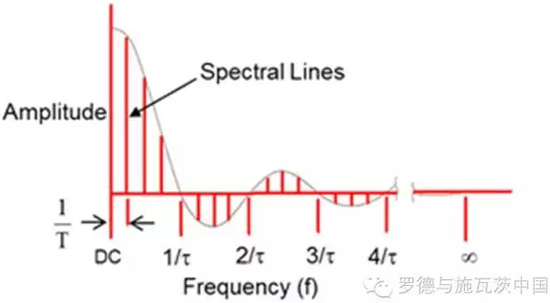 Spectral Lines
Amplitude
1
T
DC
1/τ
2/τ
3/τ
4/τ
∞
Frequency (f)
罗德与施瓦茨中国